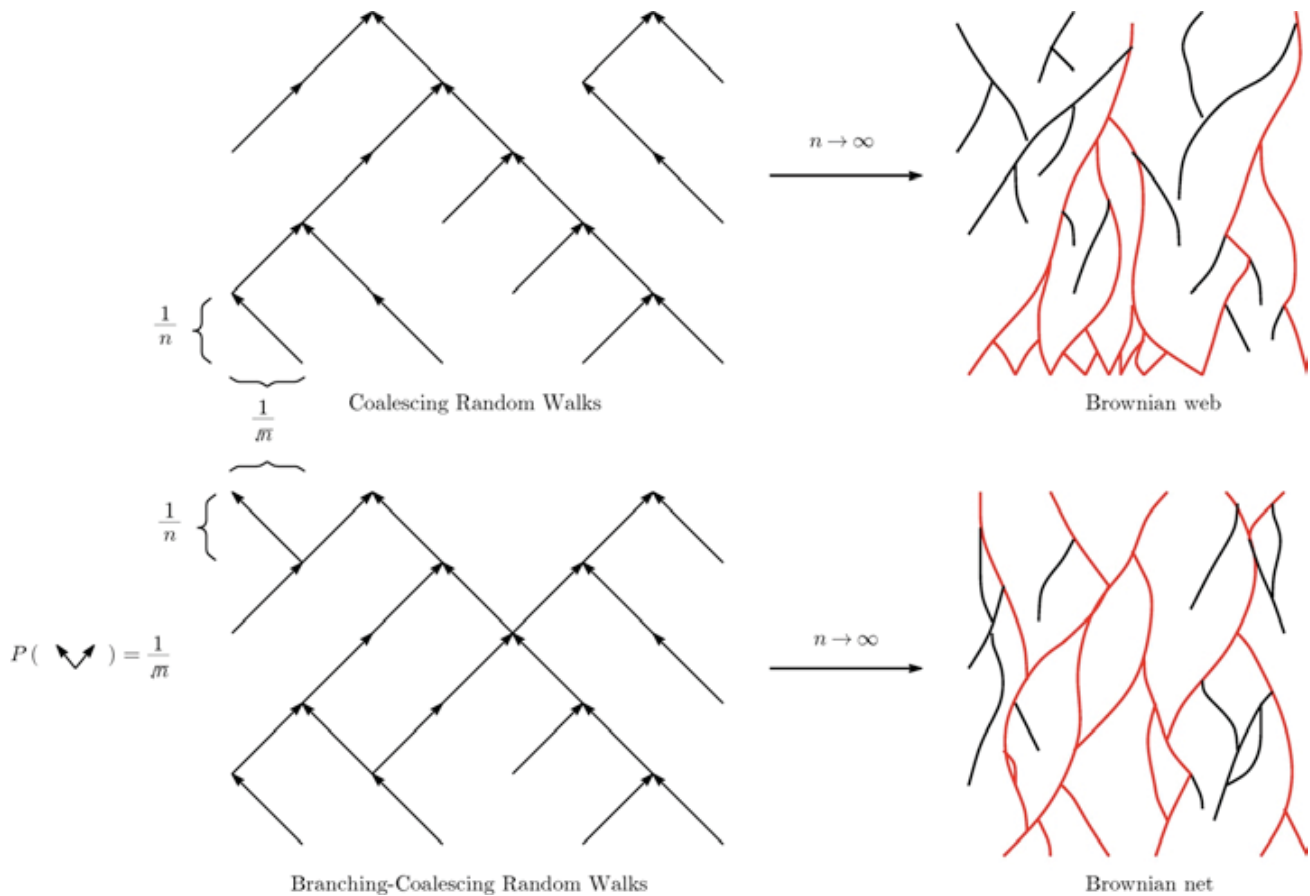 n → ∞
1
n
Coalescing Random Walks
Brownian web
1
1
n
n → ∞
P ( ) = 1
Branching-Coalescing Random Walks
Brownian net